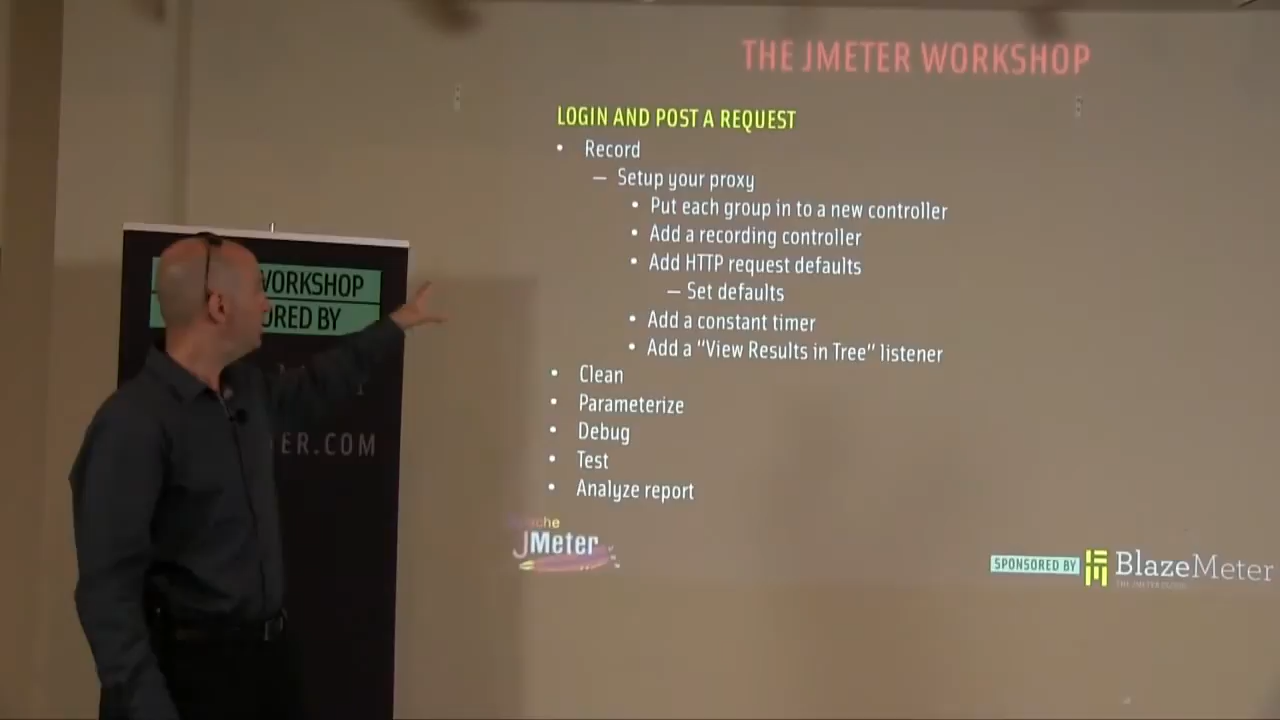 THE JMETER WORKSHOP
LOGIN AND POST A REQUEST
• Record
– Setup your proxy
• Put each group in to a new controller
• Add a recording controller
• Add HTTP request defaults
– Set defaults
• Add a constant timer
• Add a “View Results in Tree” listener
• Clean
• Parameterize
• Debug
• Test
• Analyze report
JMeter
SPONSORED BY BlazeMeter
WORKSHOP
ORED BY
ER.COM